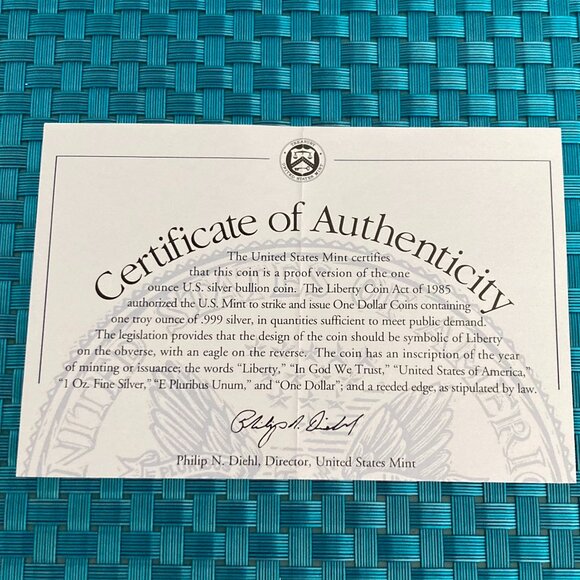 TREASURY
UNITED STATES MINT
Certificate of Authenticity
The United States Mint certifies
that this coin is a proof version of the one
ounce U.S. silver bullion coin. The Liberty Coin Act of 1985
authorized the U.S. Mint to strike and issue One Dollar Coins containing
one troy ounce of .999 silver, in quantities sufficient to meet public demand.
The legislation provides that the design of the coin should be symbolic of Liberty
on the obverse, with an eagle on the reverse. The coin has an inscription of the year
of minting or issuance; the words "Liberty," "In God We Trust," "United States of America,"
"1 Oz. Fine Silver," "E Pluribus Unum," and "One Dollar"; and a reeded edge, as stipulated by law.
Philip N. Diehl
Philip N. Diehl, Director, United States Mint